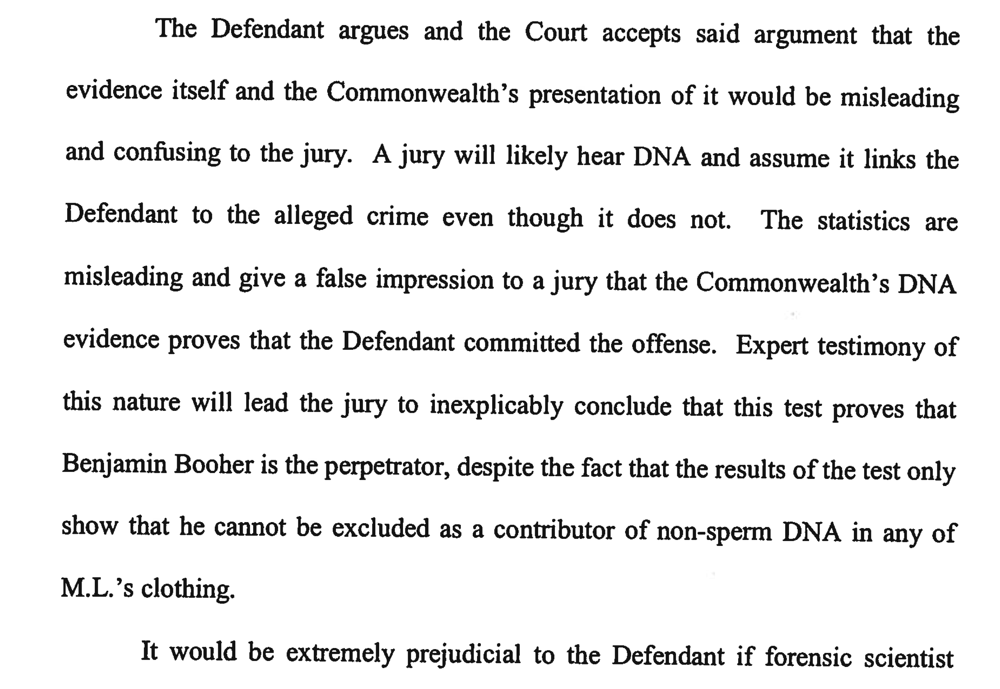 The Defendant argues and the Court accepts said argument that the
evidence itself and the Commonwealth's presentation of it would be misleading
and confusing to the jury. A jury will likely hear DNA and assume it links the
Defendant to the alleged crime even though it does not. The statistics are
misleading and give a false impression to a jury that the Commonwealth's DNA
evidence proves that the Defendant committed the offense. Expert testimony of
this nature will lead the jury to inexplicably conclude that this test proves that
Benjamin Booher is the perpetrator, despite the fact that the results of the test only
show that he cannot be excluded as a contributor of non-sperm DNA in any of
M.L.'s clothing.
It would be extremely prejudicial to the Defendant if forensic scientist